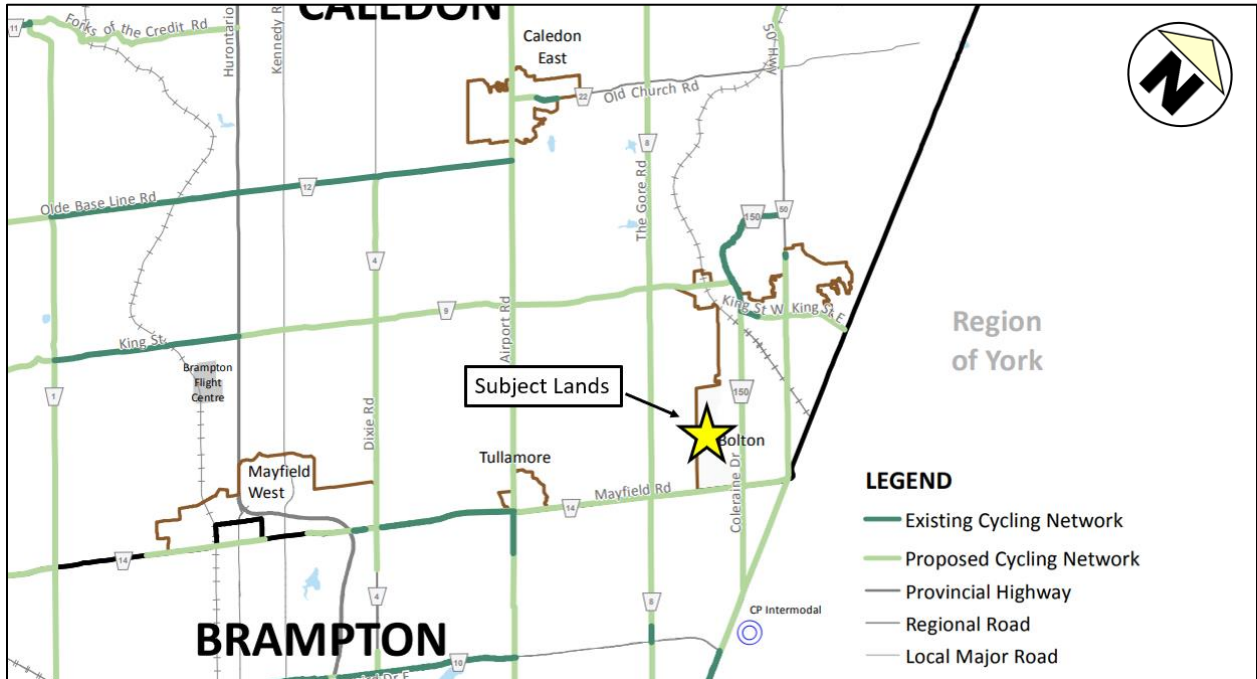 CALEDON
Forks of the Credit Rd
11
Hurontario
Kennedy R
50 Hwy
Caledon
East
22
Old Church Rd
N
8
The Gore Rd
12
Olde Base Line Rd
150
50
4
King St W
King St E
9
Airport Rd
King St
Region
of York
Brampton
Flight
Centre
1
Subject Lands
150
Dixie Rd
Bolton
Coleraine Dr
Tullamore
Mayfield
West
Mayfield Rd
14
14
LEGEND
Existing Cycling Network
Proposed Cycling Network
Provincial Highway
Regional Road
Local Major Road
4
8
CP Intermodal
BRAMPTON
10
Dr E